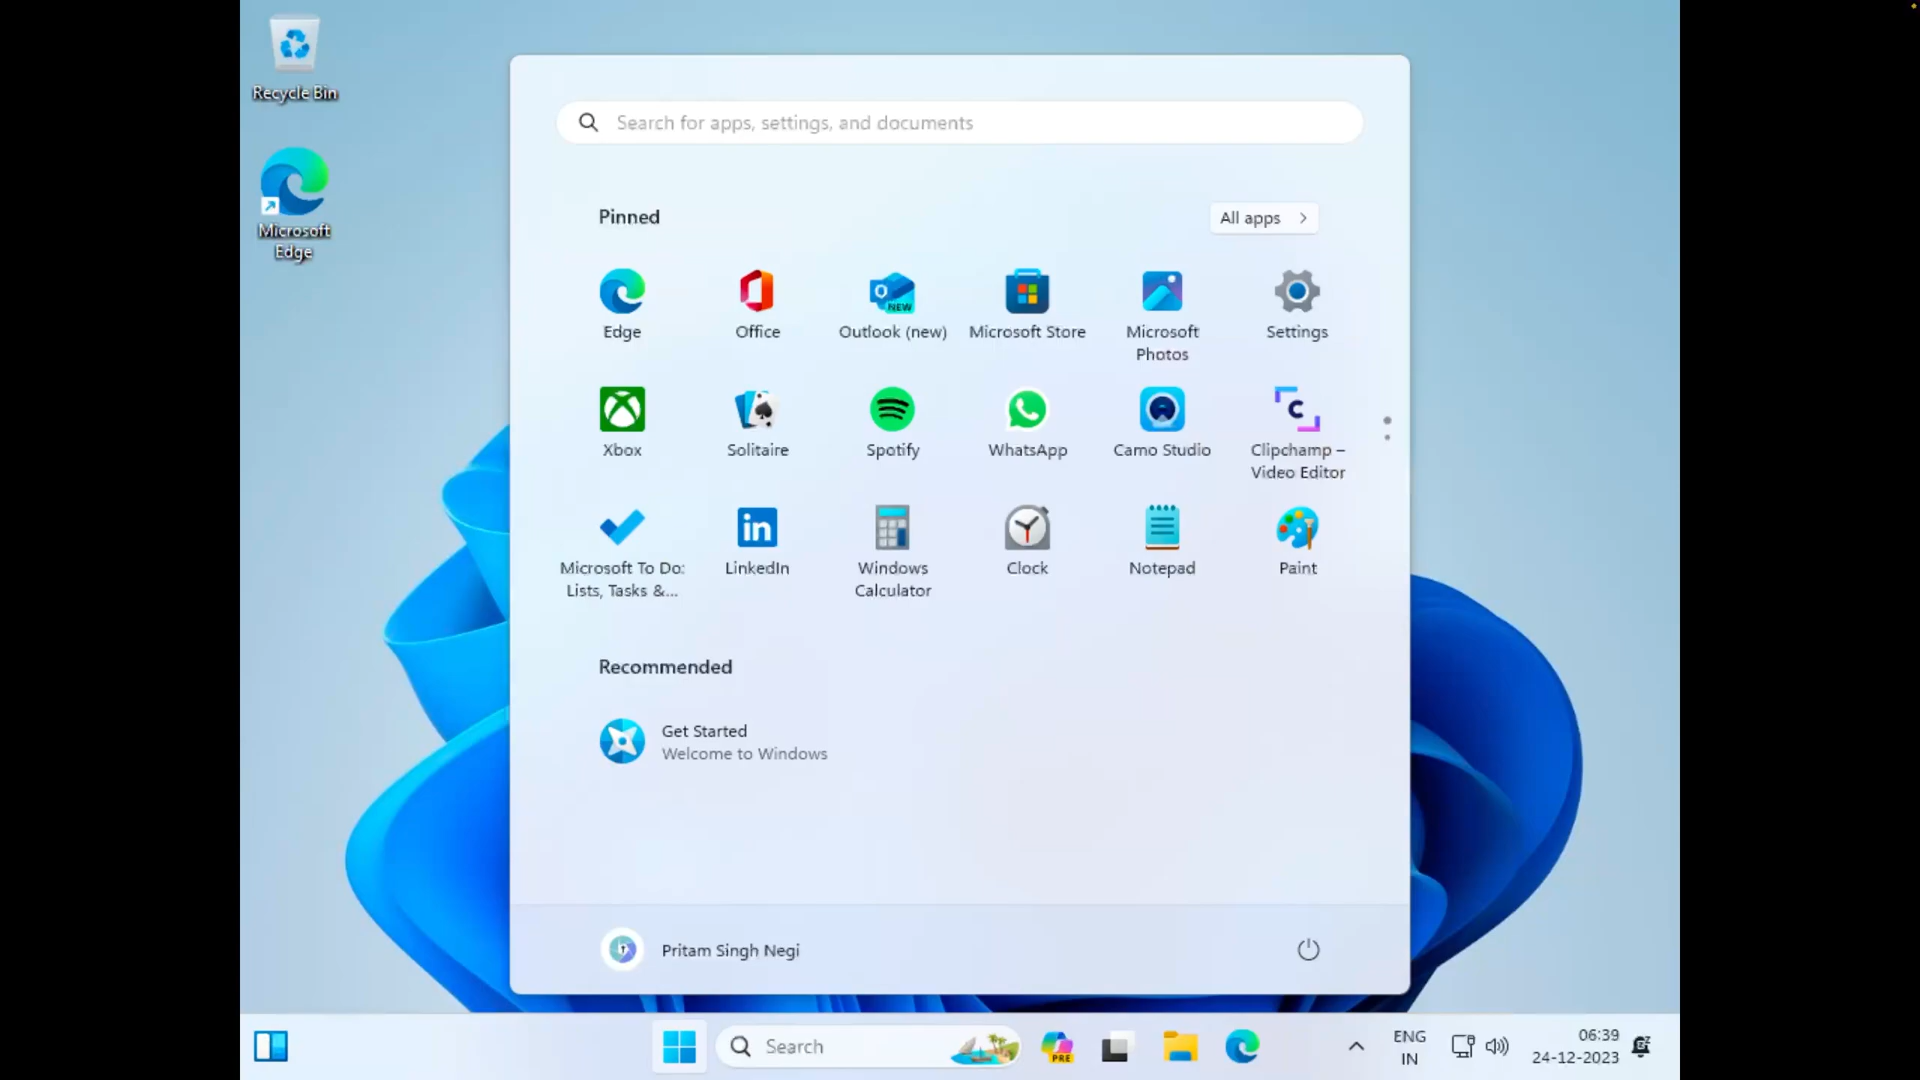 Recycle Bin
Microsoft
Edge
Search for apps, settings, and documents
Pinned
All apps
Edge
Office
Outlook (new)
Microsoft Store
Microsoft
Photos
Settings
Xbox
Solitaire
Spotify
WhatsApp
Camo Studio
Clipchamp –
Video Editor
Microsoft To Do:
Lists, Tasks &...
LinkedIn
Windows
Calculator
Clock
Notepad
Paint
Recommended
Get Started
Welcome to Windows
Pritam Singh Negi
Search
PRE
ENG
IN
06:39
24-12-2023